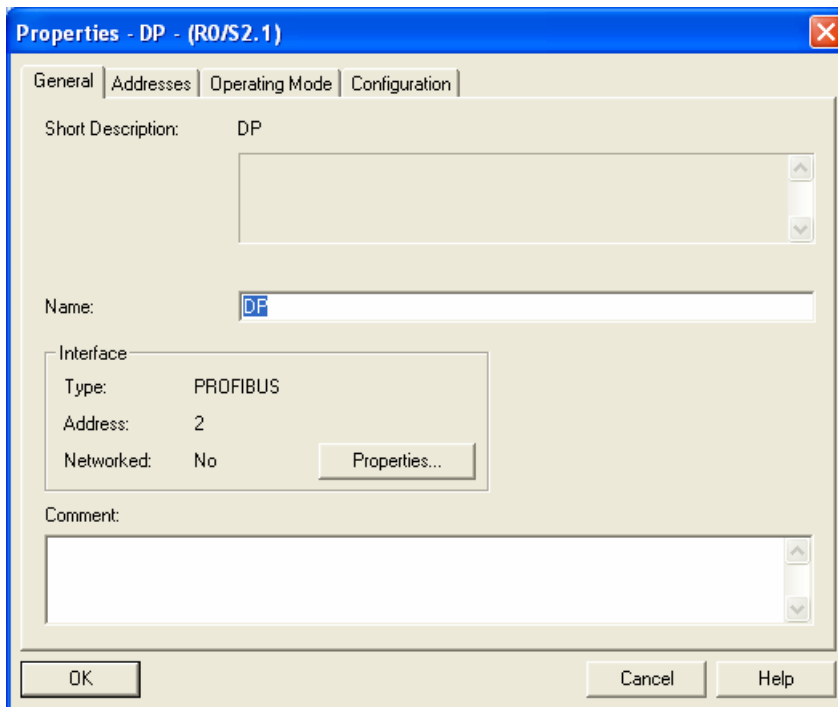 Properties - DP - (R0/S2.1)
General Addresses Operating Mode Configuration
Short Description: DP
Name: DP
Interface
Type: PROFIBUS
Address: 2
Networked: No Properties...
Comment:
OK Cancel Help